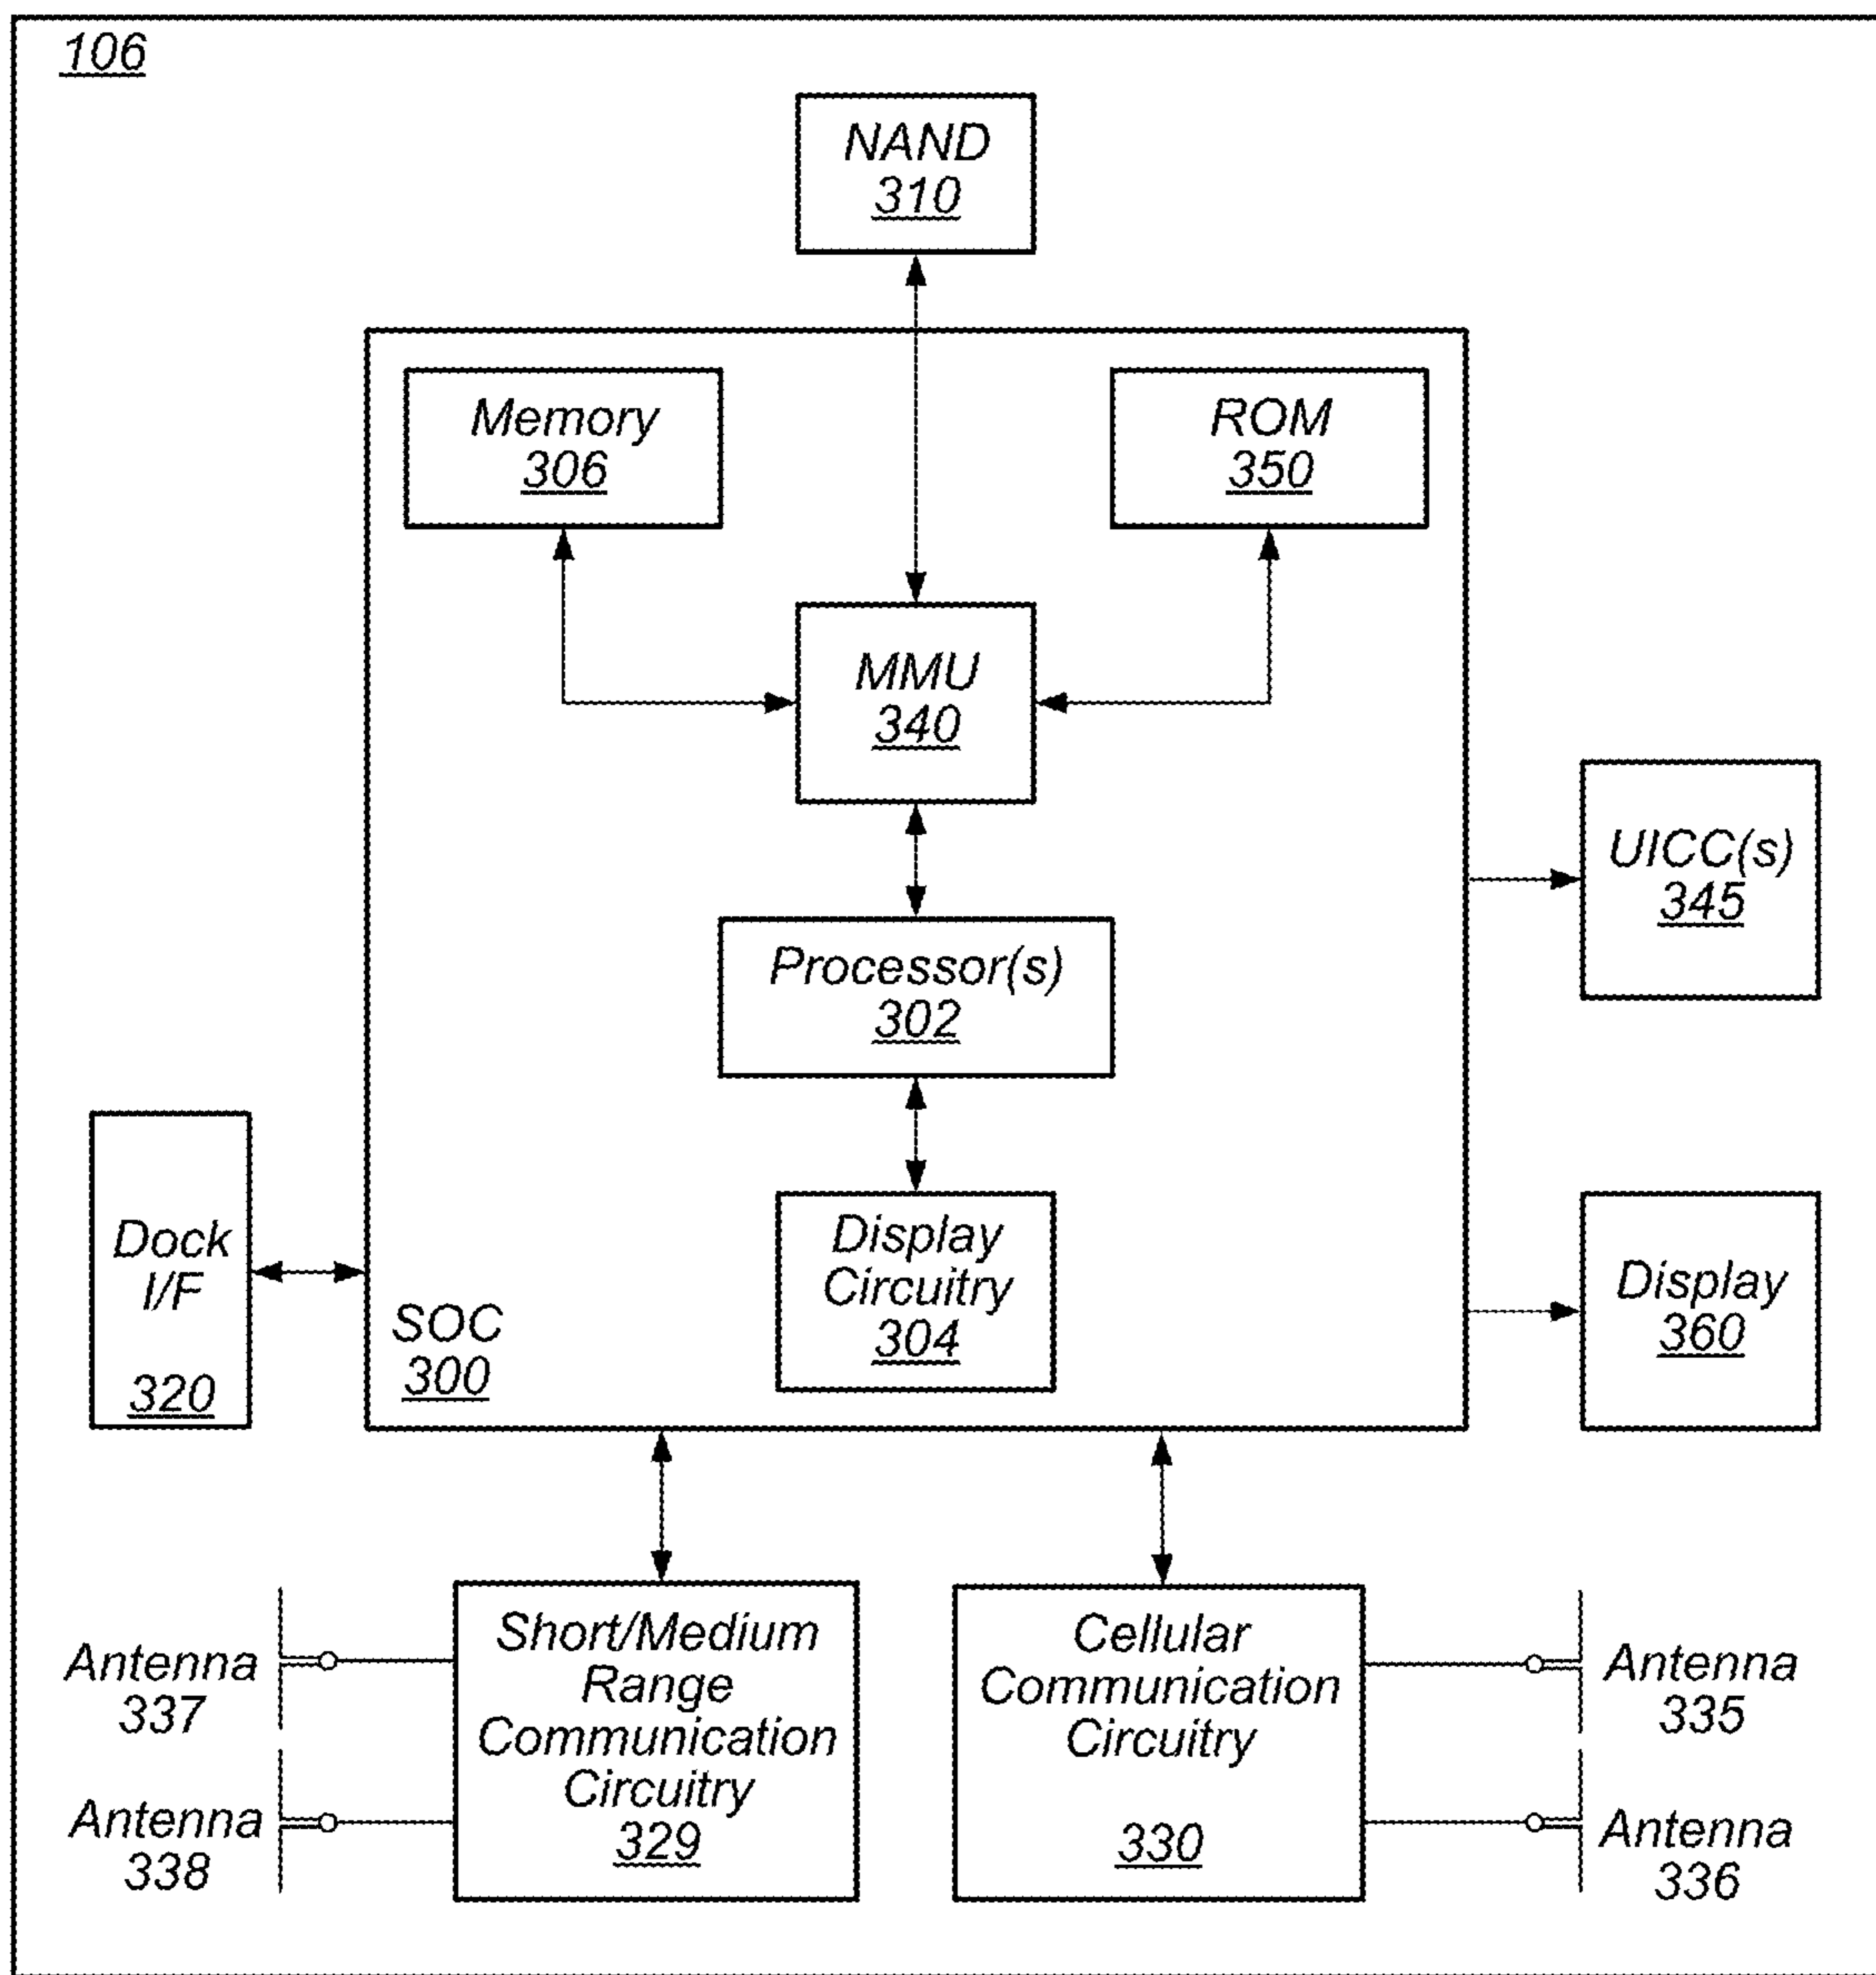 106
NAND
310
Memory
306
ROM
350
MMU
340
UICC(s)
345
Processor(s)
302
Dock
I/F
320
Display
Circuitry
304
SOC
300
Display
360
Short/Medium
Range
Communication
Circuitry
329
Cellular
Communication
Circuitry
330
Antenna
337
Antenna
338
Antenna
335
Antenna
336